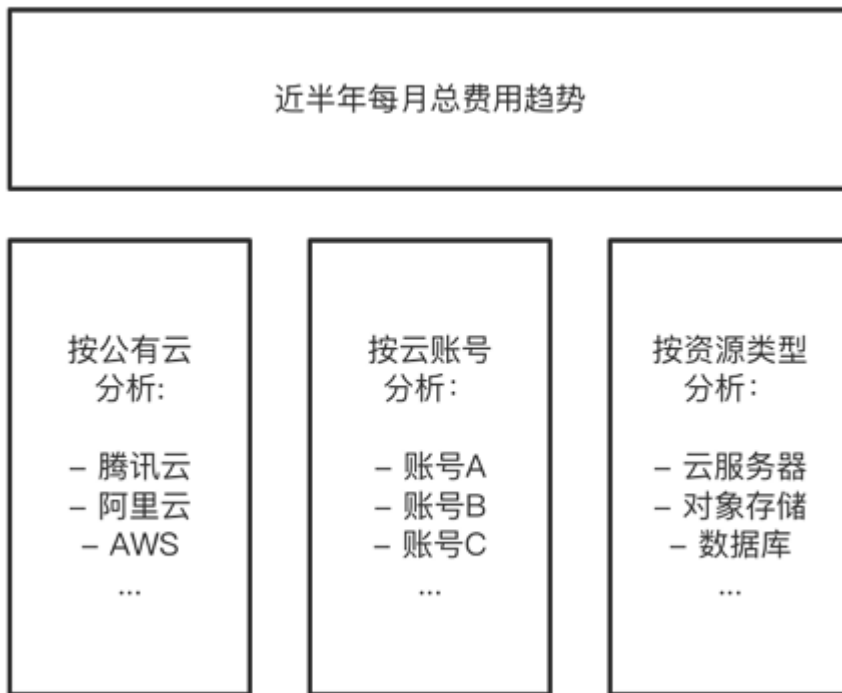 近半年每月总费用趋势
按公有云
分析:
– 腾讯云
– 阿里云
– AWS
...
按云账号
分析：
– 账号A
– 账号B
– 账号C
...
按资源类型
分析：
– 云服务器
– 对象存储
– 数据库
...